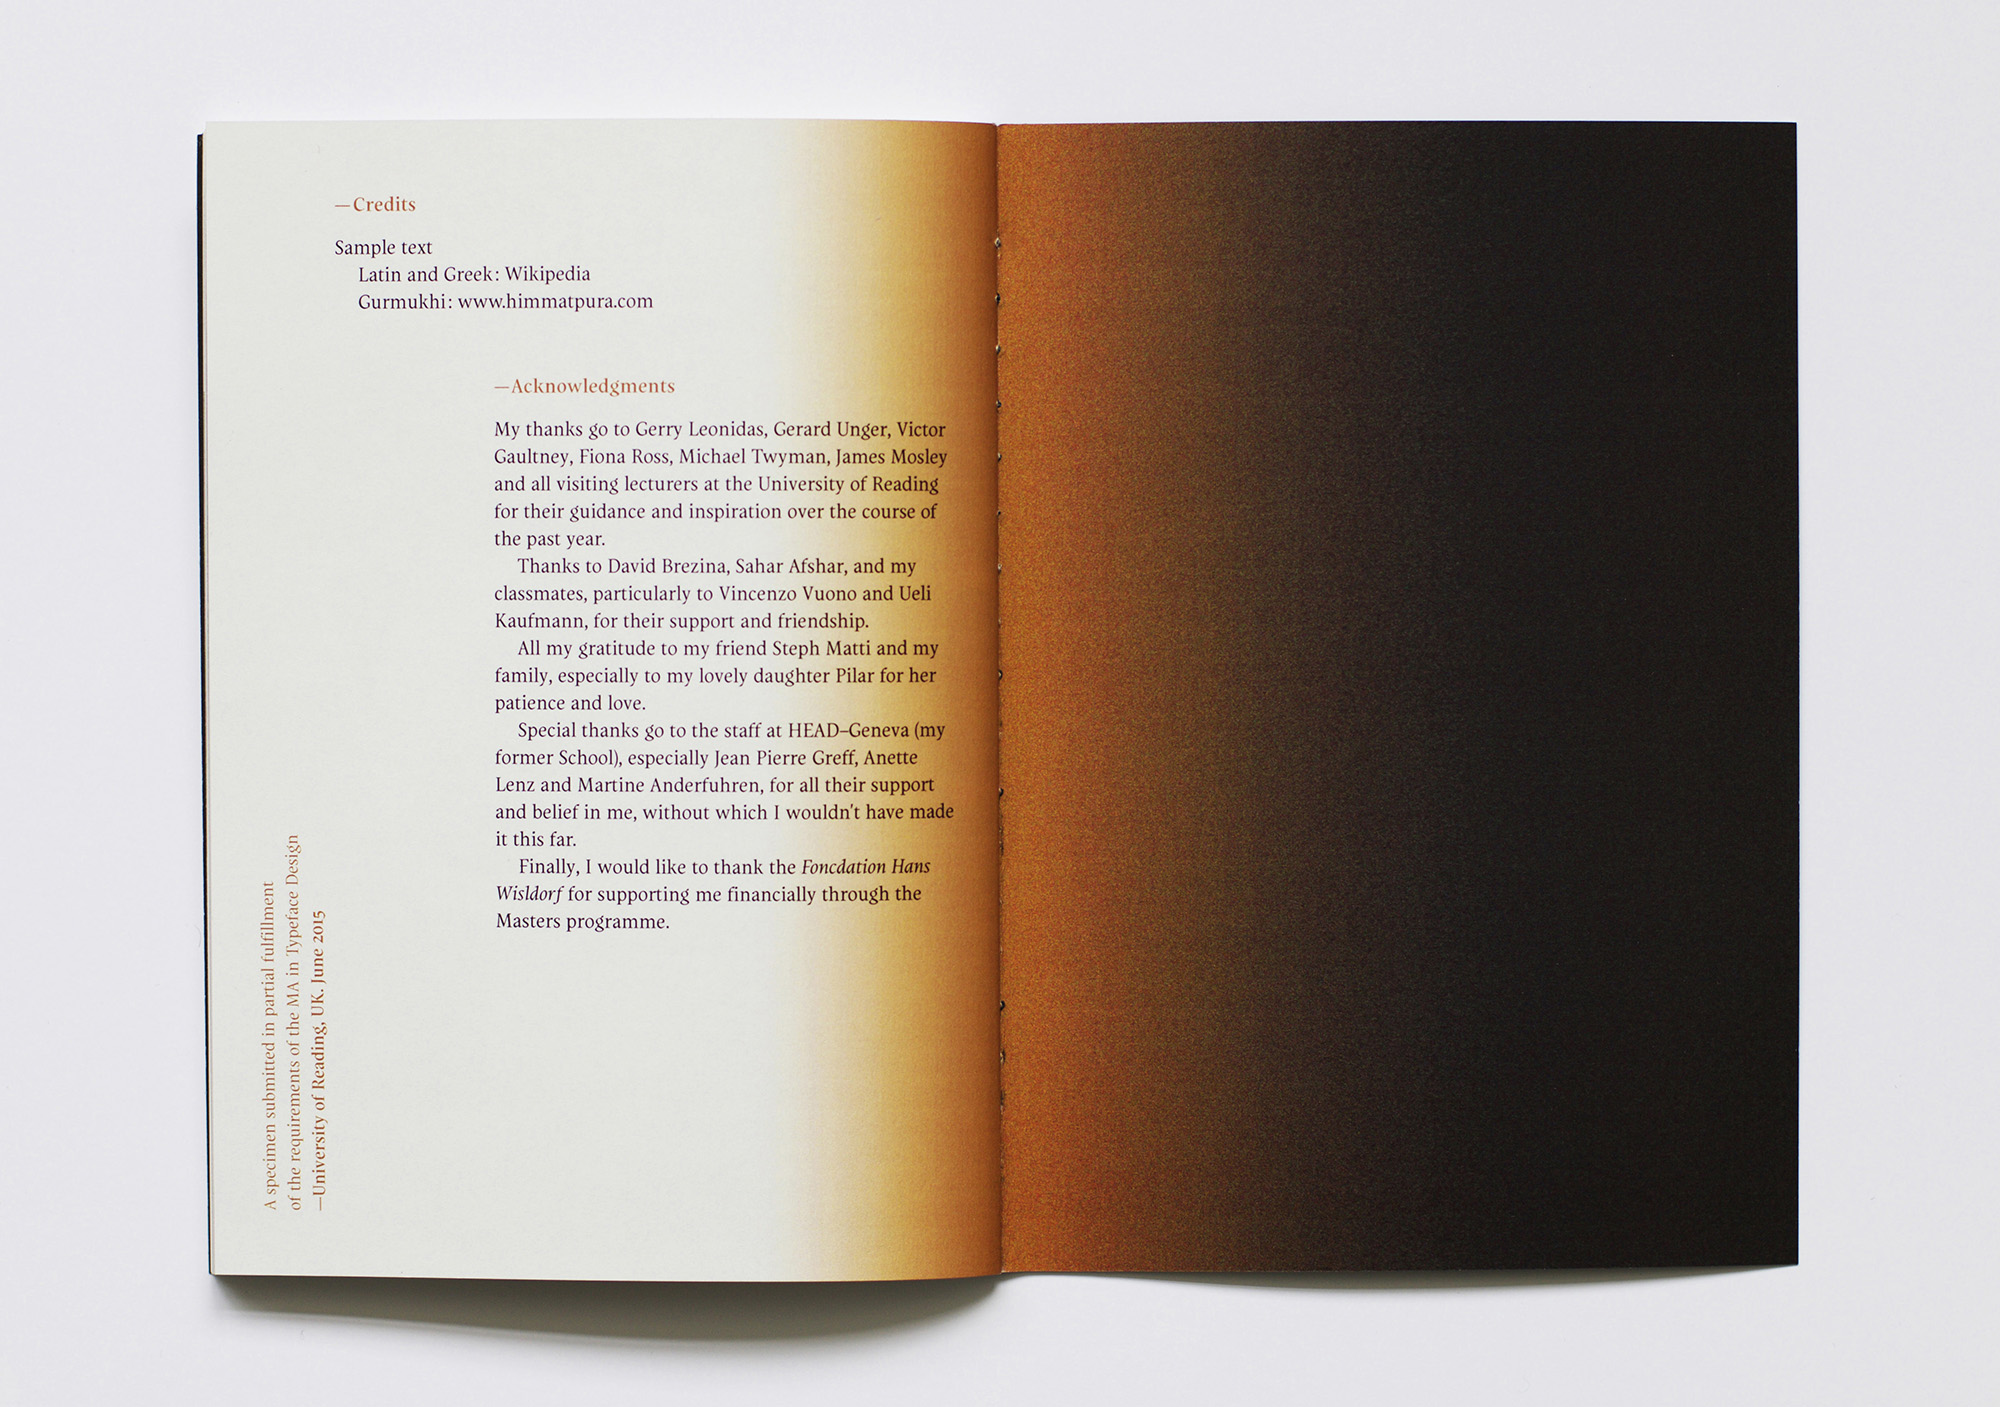 —Credits
Sample text
Latin and Greek: Wikipedia
Gurmukhi: www.himmatpura.com
—Acknowledgments
My thanks go to Gerry Leonidas, Gerard Unger, Victor
Gaultney, Fiona Ross, Michael Twyman, James Mosley
and all visiting lecturers at the University of Reading
for their guidance and inspiration over the course of
the past year.
Thanks to David Brezina, Sahar Afshar, and my
classmates, particularly to Vincenzo Vuono and Ueli
Kaufmann, for their support and friendship.
All my gratitude to my friend Steph Matti and my
family, especially to my lovely daughter Pilar for her
patience and love.
Special thanks go to the staff at HEAD–Geneva (my
former School), especially Jean Pierre Greff, Anette
Lenz and Martine Anderfuhren, for all their support
and belief in me, without which I wouldn't have made
it this far.
Finally, I would like to thank the Foncdation Hans
Wisldorf for supporting me financially through the
Masters programme.
A specimen submitted in partial fulfillment
of the requirements of the MA in Typeface Design
—University of Reading, UK. June 2015